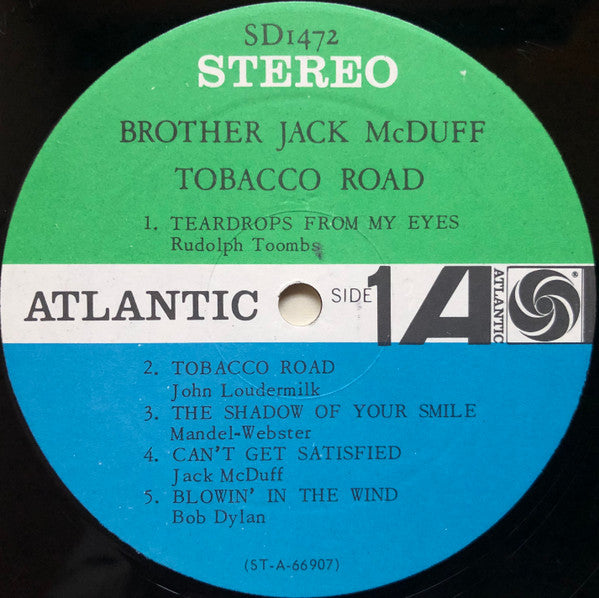 SD1472
STEREO
BROTHER JACK McDUFF
TOBACCO ROAD
1. TEARDROPS FROM MY EYES
Rudolph Toombs
ATLANTIC SIDE 1 A ATLANTIC ®
2. TOBACCO ROAD
John Loudermilk
3. THE SHADOW OF YOUR SMILE
Mandel-Webster
4. CAN'T GET SATISFIED
Jack McDuff
5. BLOWIN' IN THE WIND
Bob Dylan
(ST-A-66907)